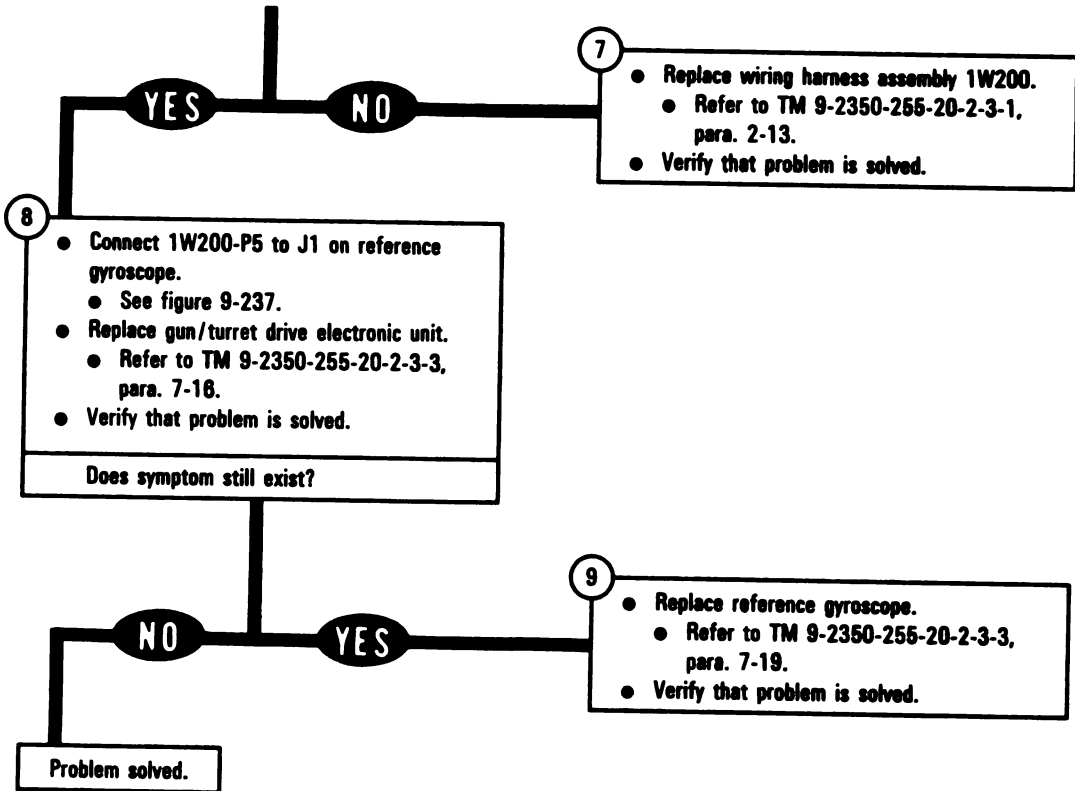 YES
NO
7
● Replace wiring harness assembly 1W200.
● Refer to TM 9-2350-255-20-2-3-1,
para. 2-13.
● Verify that problem is solved.
8
● Connect 1W200-P5 to J1 on reference
gyroscope.
● See figure 9-237.
● Replace gun/turret drive electronic unit.
● Refer to TM 9-2350-255-20-2-3-3,
para. 7-16.
● Verify that problem is solved.
Does symptom still exist?
NO
YES
9
● Replace reference gyroscope.
● Refer to TM 9-2350-255-20-2-3-3,
para. 7-19.
● Verify that problem is solved.
Problem solved.